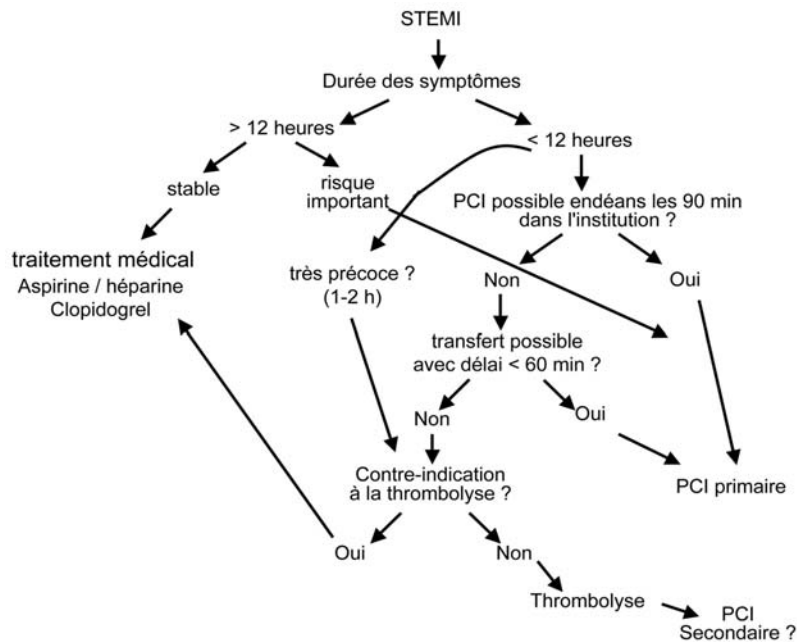 STEMI
Durée des symptômes
> 12 heures
< 12 heures
stable
risque
important
PCI possible endéans les 90 min
dans l'institution ?
traitement médical
Aspirine / héparine
Clopidogrel
très précoce ?
(1-2 h)
Non
Oui
transfert possible
avec délai < 60 min ?
Non
Oui
Contre-indication
à la thrombolyse ?
PCI primaire
Oui
Non
Thrombolyse
PCI
Secondaire ?